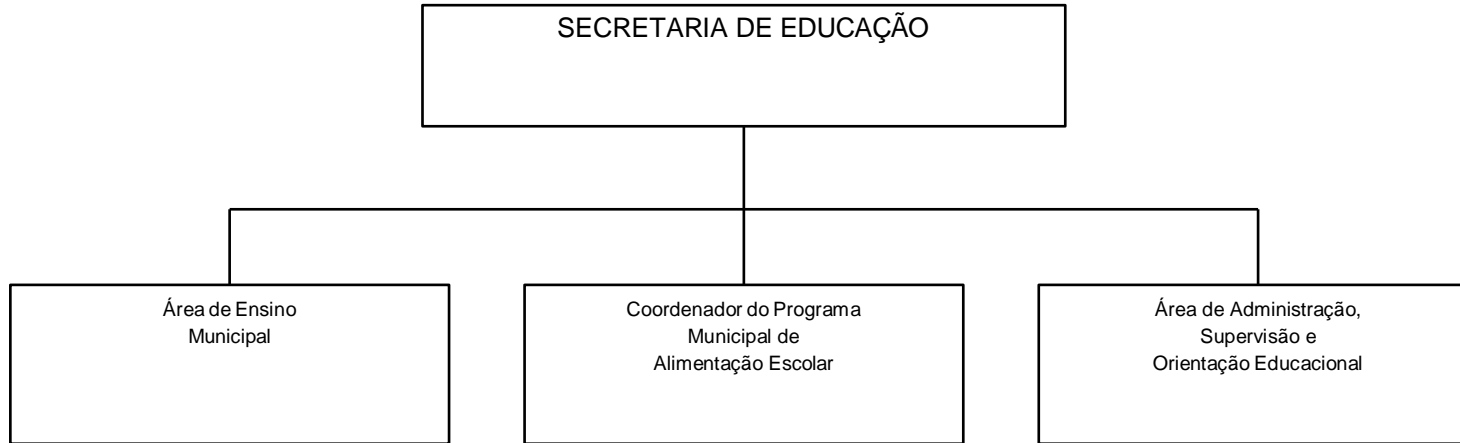 SECRETARIA DE EDUCAÇÃO
Área de Ensino
Municipal
Coordenador do Programa
Municipal de
Alimentação Escolar
Área de Administração,
Supervisão e
Orientação Educacional